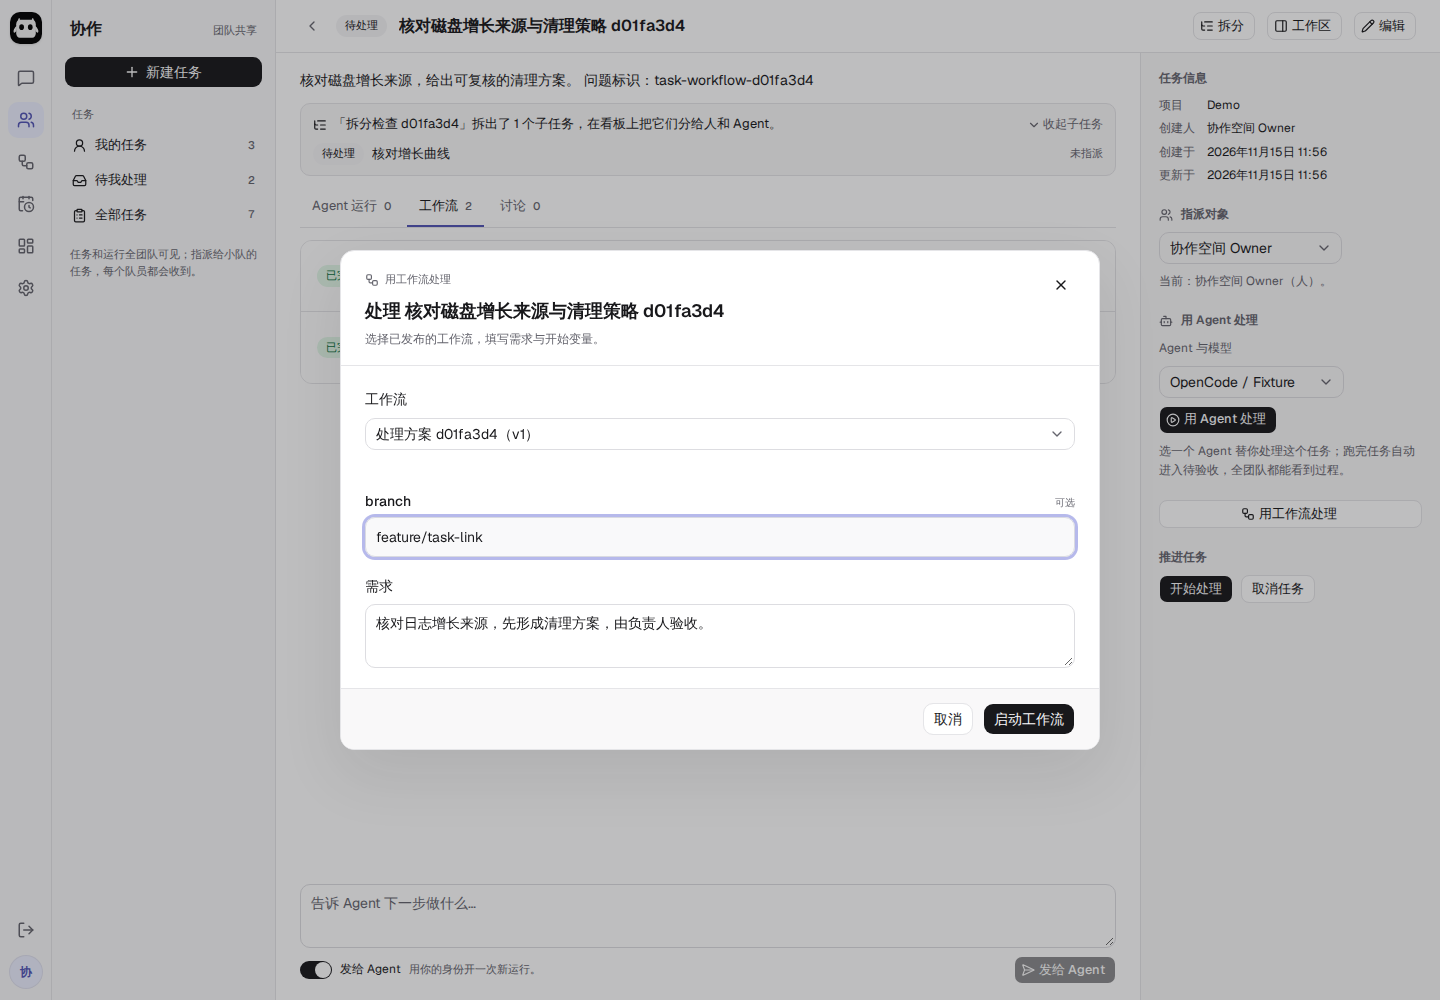 协作
团队共享
新建任务
任务
我的任务 3
待我处理 2
全部任务 7
任务和运行全团队可见；指派给小队的
任务，每个队员都会收到。
协
待处理 核对磁盘增长来源与清理策略 d01fa3d4
拆分 工作区 编辑
核对磁盘增长来源，给出可复核的清理方案。 问题标识：task-workflow-d01fa3d4
「拆分检查 d01fa3d4」拆出了 1 个子任务，在看板上把它们分给人和 Agent。 收起子任务
待处理 核对增长曲线 未指派
Agent 运行 0 工作流 2 讨论 0
用工作流处理
处理 核对磁盘增长来源与清理策略 d01fa3d4
选择已发布的工作流，填写需求与开始变量。
工作流
处理方案 d01fa3d4（v1）
branch 可选
feature/task-link
需求
核对日志增长来源，先形成清理方案，由负责人验收。
取消 启动工作流
告诉 Agent 下一步做什么...
发给 Agent 用你的身份开一次新运行。 发给 Agent
任务信息
项目 Demo
创建人 协作空间 Owner
创建于 2026年11月15日 11:56
更新于 2026年11月15日 11:56
指派对象
协作空间 Owner
当前：协作空间 Owner（人）。
用 Agent 处理
Agent 与模型
OpenCode / Fixture
用 Agent 处理
选一个 Agent 替你处理这个任务；跑完任务自动
进入待验收，全团队都能看到过程。
用工作流处理
推进任务
开始处理 取消任务